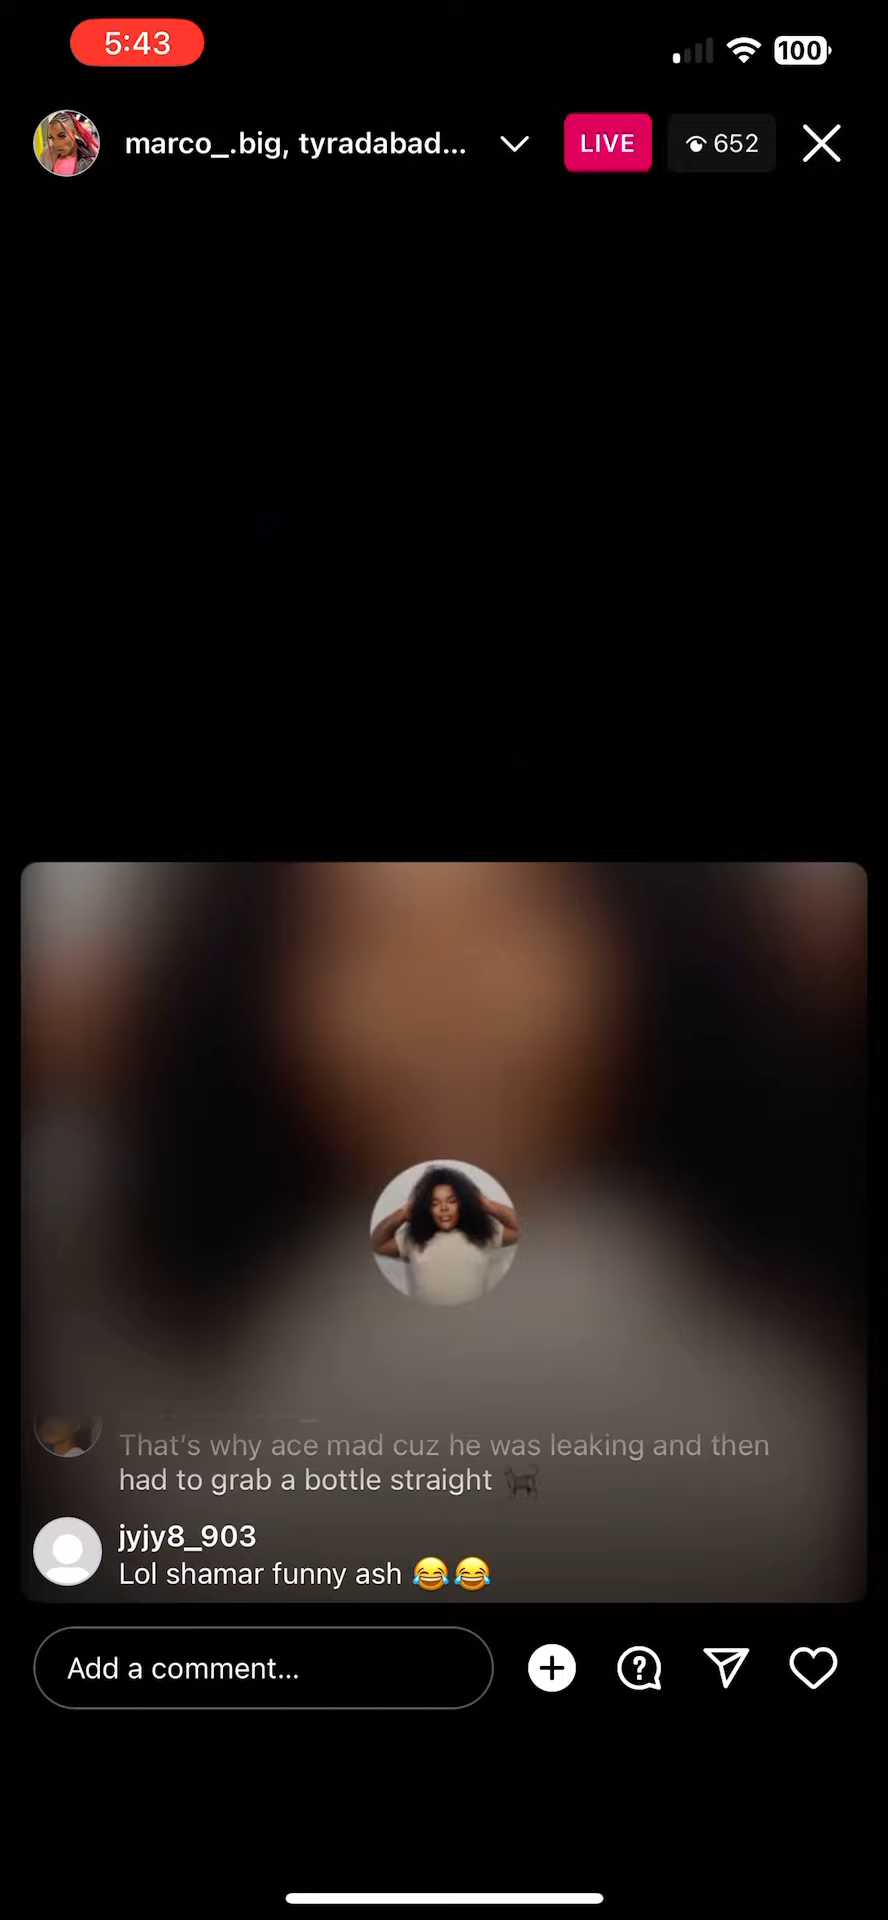 5:43
100
marco_.big, tyradabad...
LIVE
652
That's why ace mad cuz he was leaking and then
had to grab a bottle straight 🐈‍⬛
jyjy8_903
Lol shamar funny ash 😂😂
Add a comment...